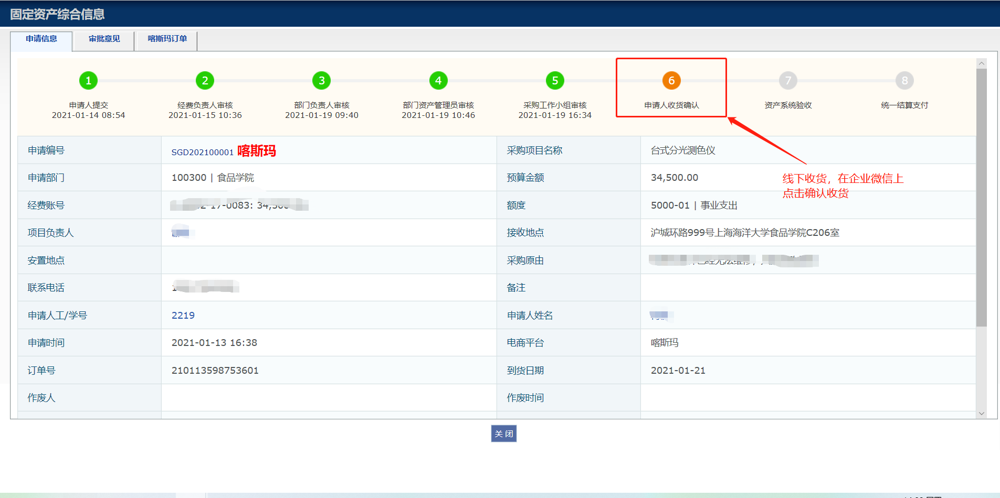 固定资产综合信息
申请信息 审批意见 喀斯玛订单
1 2 3 4 5 6 7 8
申请人提交 经费负责人审核 部门负责人审核 部门资产管理员审核 采购工作小组审核 申请人收货确认 资产系统验收 统一结算支付
2021-01-14 08:54 2021-01-15 10:36 2021-01-19 09:40 2021-01-19 10:46 2021-01-19 16:34
申请编号 SGD202100001 喀斯玛 采购项目名称 台式分光测色仪
申请部门 100300 | 食品学院 预算金额 34,500.00
线下收货，在企业微信上
点击确认收货
经费账号 额度 5000-01 | 事业支出
项目负责人 接收地点 沪城环路999号上海海洋大学食品学院C206室
安置地点 采购原由
联系电话 备注
申请人工/学号 2219 申请人姓名
申请时间 2021-01-13 16:38 电商平台 喀斯玛
订单号 210113598753601 到货日期 2021-01-21
作废人 作废时间
关 闭